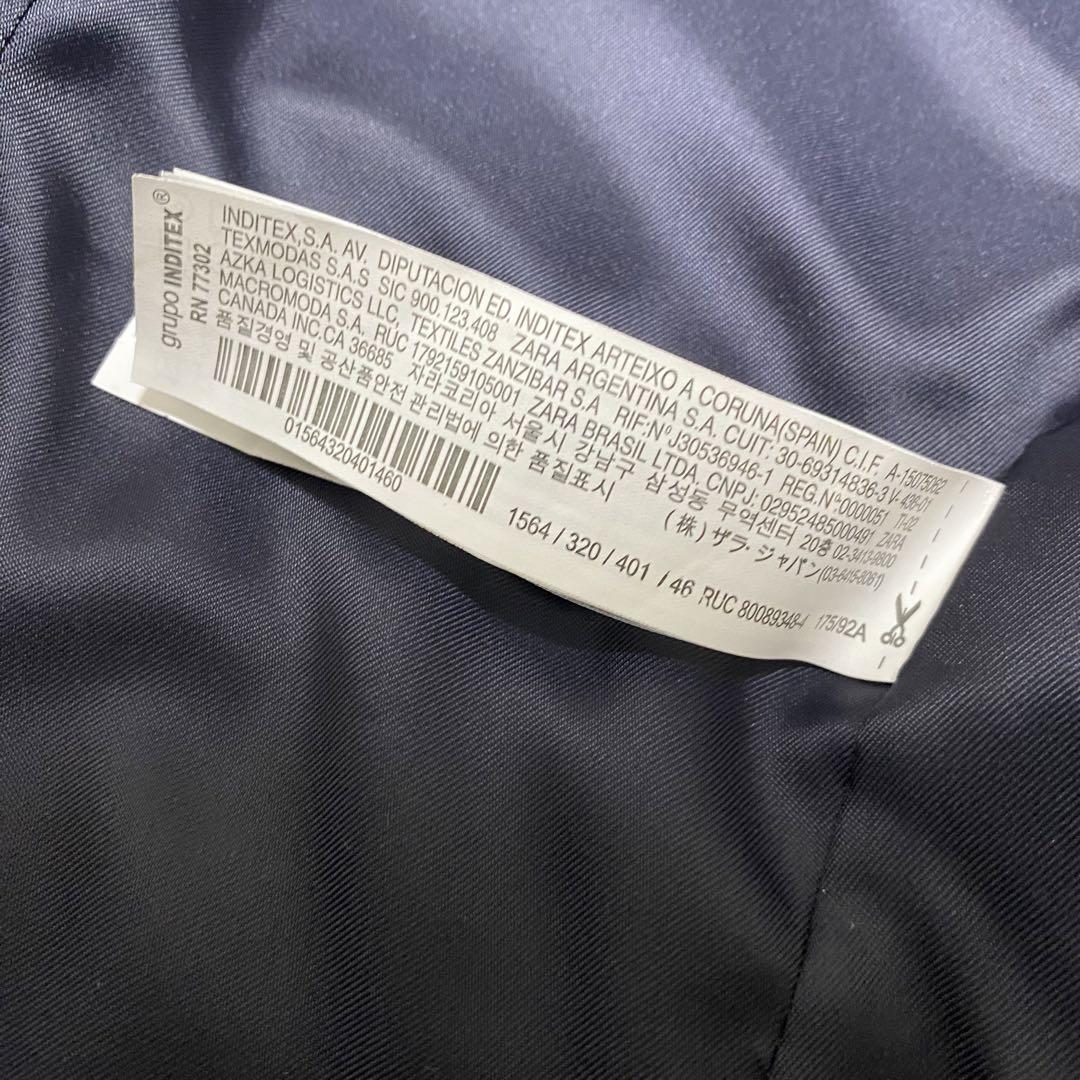 grupo INDITEX®
RN 77302
INDITEX,S.A. AV. DIPUTACION ED. INDITEX ARTEIXO A CORUNA(SPAIN) C.I.F. A-15075062
TEXMODAS S.A.S SIC 900.123.408 ZARA ARGENTINA S.A. CUIT: 30-69314836-3 V-436-01
AZKA LOGISTICS LLC, TEXTILES ZANZIBAR S.A RIF:Nº J30536946-1 REG.Nº:0000051 TI-02
MACROMODA S.A. RUC 1792159105001 ZARA BRASIL LTDA, CNPJ: 02952485000491 ZARA
CANADA INC.CA 36685 자라코리아 서울시 강남구 삼성동 무역센터 20층 02-3413-9800
품질경영 및 공산품안전 관리법에 의한 품질표시 (株) ザラ・ジャパン(03-6415-8061)
01564320401460
1564 / 320 / 401 / 46 RUC 80089348-4 175/92A